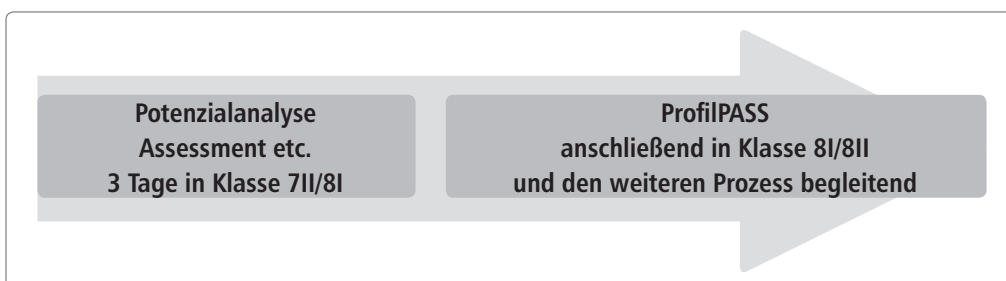 Potenzialanalyse
Assessment etc.
3 Tage in Klasse 7II/8I
ProfilPASS
anschließend in Klasse 8I/8II
und den weiteren Prozess begleitend